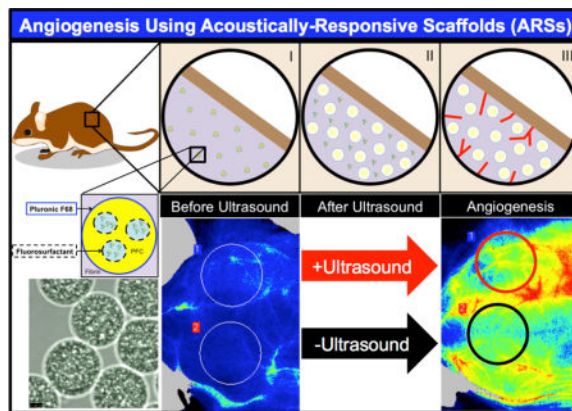 Angiogenesis Using Acoustically-Responsive Scaffolds (ARSs)
I
II
III
Pluronic F68
Fluorosurfactant
PFC
Fibrin
Before Ultrasound
After Ultrasound
Angiogenesis
1
+Ultrasound
2
-Ultrasound
1
2